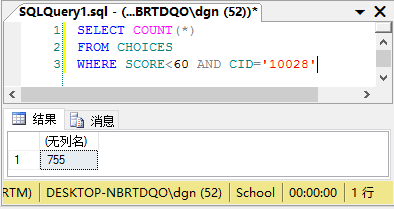 SQLQuery1.sql - (...BRTDQO\dgn (52))*
1 SELECT COUNT(*)
2 FROM CHOICES
3 WHERE SCORE<60 AND CID='10028'
结果 消息
(无列名)
1 755
RTM) DESKTOP-NBRTDQO\dgn (52) School 00:00:00 1 行